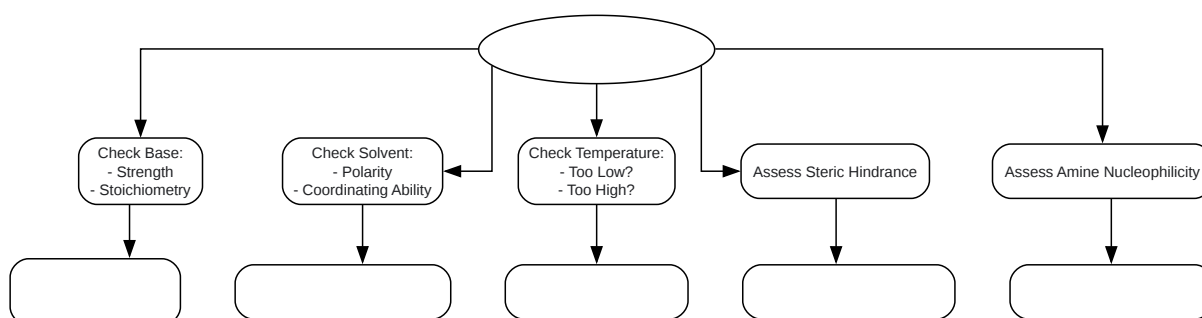 Check Base:
- Strength
- Stoichiometry
Check Solvent:
- Polarity
- Coordinating Ability
Check Temperature:
- Too Low?
- Too High?
Assess Steric Hindrance
Assess Amine Nucleophilicity